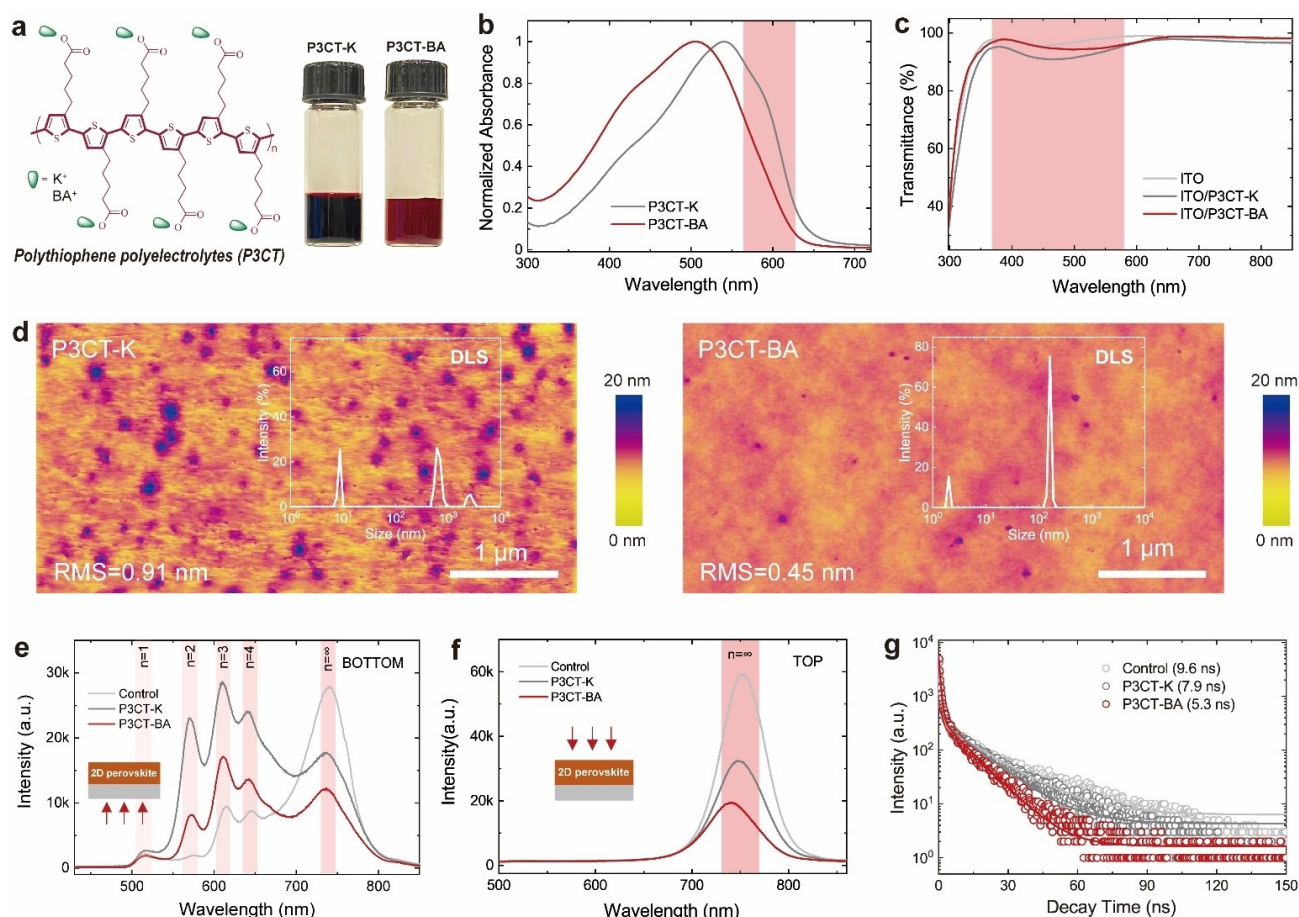 a
P3CT-K
P3CT-BA
O
O
O
O
O
O
S
S
S
S
S
S
n
= K⁺
BA⁺
O
O
O
O
O
O
Polythiophene polyelectrolytes (P3CT)
b
Normalized Absorbance
1
0.8
0.6
0.4
0.2
0
P3CT-K
P3CT-BA
300
400
500
600
700
Wavelength (nm)
c
Transmittance (%)
100
80
60
40
ITO
ITO/P3CT-K
ITO/P3CT-BA
300
400
500
600
700
800
Wavelength (nm)
d
P3CT-K
DLS
Intensity (%)
60
40
20
0
10⁰
10¹
10²
10³
10⁴
Size (nm)
RMS=0.91 nm
1 µm
20 nm
0 nm
P3CT-BA
DLS
Intensity (%)
80
60
40
20
0
10⁰
10¹
10²
10³
10⁴
Size (nm)
RMS=0.45 nm
1 µm
20 nm
0 nm
e
Intensity (a.u.)
30k
20k
10k
0
n=1
n=2
n=3
n=4
n=∞
BOTTOM
Control
P3CT-K
P3CT-BA
2D perovskite
500
600
700
800
Wavelength (nm)
f
Intensity(a.u.)
60k
40k
20k
0
n=∞
TOP
Control
P3CT-K
P3CT-BA
2D perovskite
500
600
700
800
Wavelength (nm)
g
Intensity (a.u.)
10⁴
10³
10²
10¹
10⁰
Control (9.6 ns)
P3CT-K (7.9 ns)
P3CT-BA (5.3 ns)
0
30
60
90
120
150
Decay Time (ns)